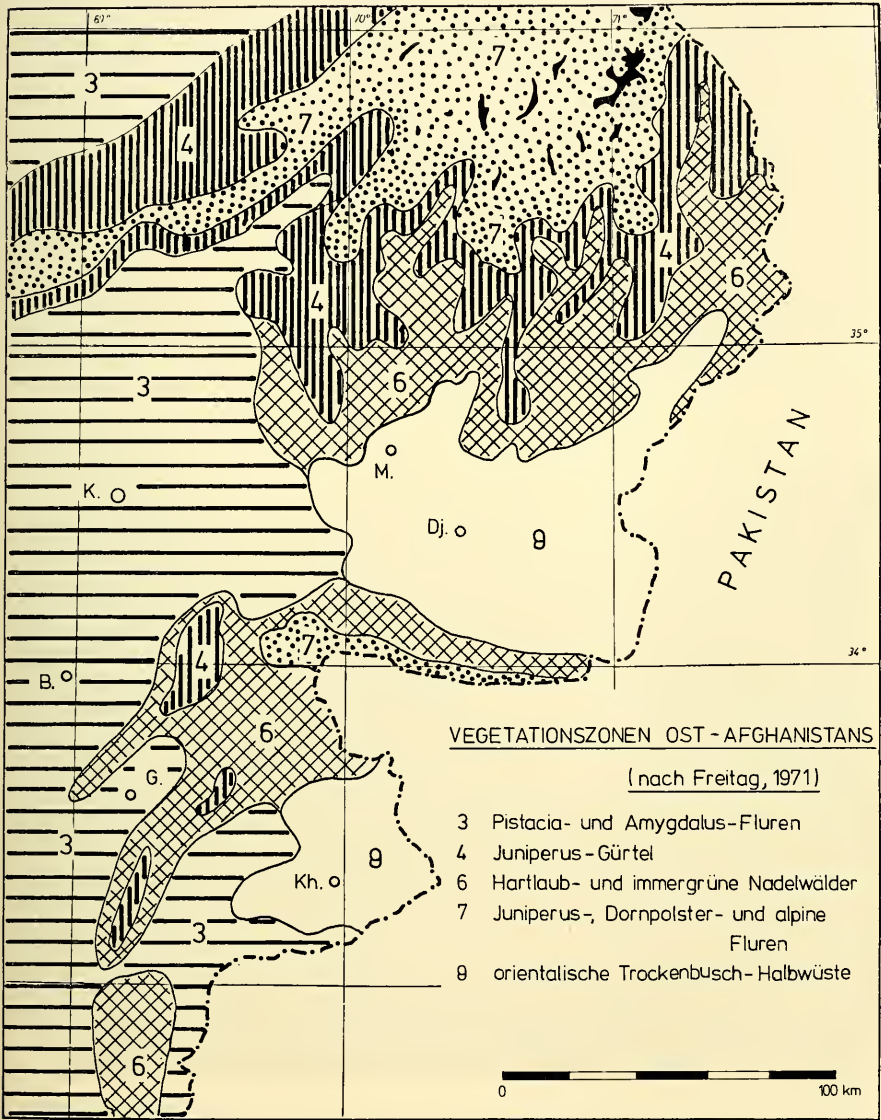 69° 70° 71°
3
7
4
7
7
4
4
6
35°
6
3
M.
K.
Dj.
8
PAKISTAN
34°
7
4
B.
6
VEGETATIONSZONEN OST-AFGHANISTANS
(nach Freitag, 1971)
G.
3 Pistacia- und Amygdalus-Fluren
4 Juniperus-Gürtel
3
6 Hartlaub- und immergrüne Nadelwälder
8
Kh.
7 Juniperus-, Dornpolster- und alpine
Fluren
3
8 orientalische Trockenbusch-Halbwüste
6
0 100 km